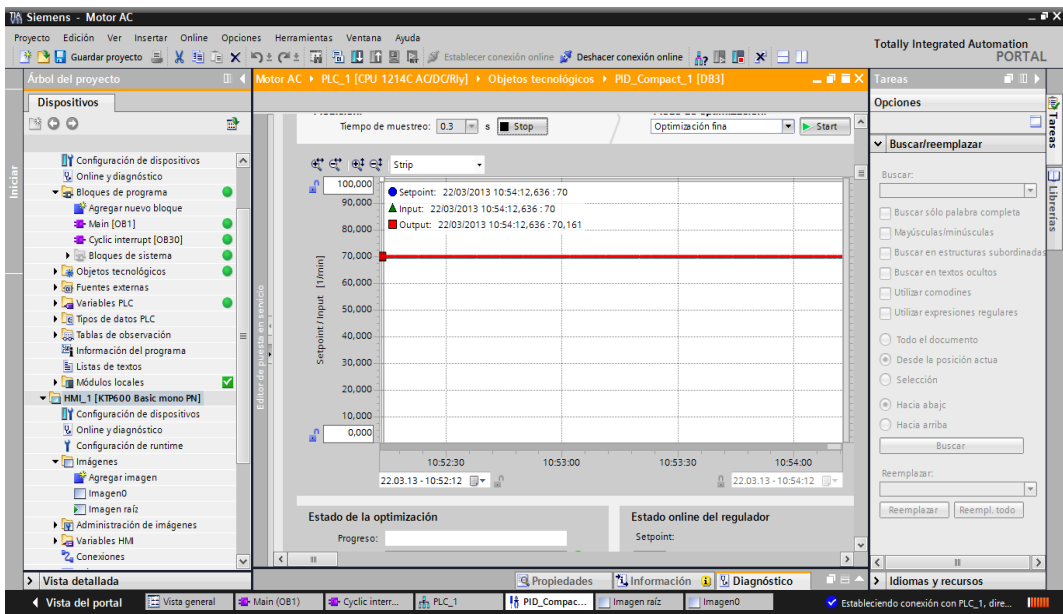 Siemens - Motor AC
Proyecto Edición Ver Insertar Online Opciones Herramientas Ventana Ayuda
Guardar proyecto
Establecer conexión online
Deshacer conexión online
Totally Integrated Automation
PORTAL
Árbol del proyecto
Motor AC ▸ PLC_1 [CPU 1214C AC/DC/Rly] ▸ Objetos tecnológicos ▸ PID_Compact_1 [DB3]
Tareas
Dispositivos
Opciones
Iniciar
Configuración de dispositivos
Online y diagnóstico
Bloques de programa
Agregar nuevo bloque
Main [OB1]
Cyclic interrupt [OB30]
Bloques de sistema
Objetos tecnológicos
Fuentes externas
Variables PLC
Tipos de datos PLC
Tablas de observación
Información del programa
Listas de textos
Módulos locales
HMI_1 [KTP600 Basic mono PN]
Configuración de dispositivos
Online y diagnóstico
Configuración de runtime
Imágenes
Agregar imagen
Imagen0
Imagen raíz
Administración de imágenes
Variables HMI
Conexiones
Vista detallada
Editor de puesta en servicio
Tiempo de muestreo: 0.3 s Stop
Optimización fina Start
Strip
Setpoint: 22/03/2013 10:54:12,636 : 70
Input: 22/03/2013 10:54:12,636 : 70
Output: 22/03/2013 10:54:12,636 : 70,161
Setpoint/Input [1/min]
100,000
90,000
80,000
70,000
60,000
50,000
40,000
30,000
20,000
10,000
0,000
10:52:30 10:53:00 10:53:30 10:54:00
22.03.13 - 10:52:12
22.03.13 - 10:54:12
Estado de la optimización
Progreso:
Estado online del regulador
Setpoint:
Propiedades
Información
Diagnóstico
Buscar/reemplazar
Buscar:
Buscar sólo palabra completa
Mayúsculas/minúsculas
Buscar en estructuras subordinadas
Buscar en textos ocultos
Utilizar comodines
Utilizar expresiones regulares
Todo el documento
Desde la posición actua
Selección
Hacia abajc
Hacia arriba
Buscar
Reemplazar:
Reemplazar
Reempl. todo
Idiomas y recursos
Tareas
Librerías
Vista del portal
Vista general
Main (OB1)
Cyclic interr...
PLC_1
PID_Compac...
Imagen raíz
Imagen0
Estableciendo conexión con PLC_1, dire...